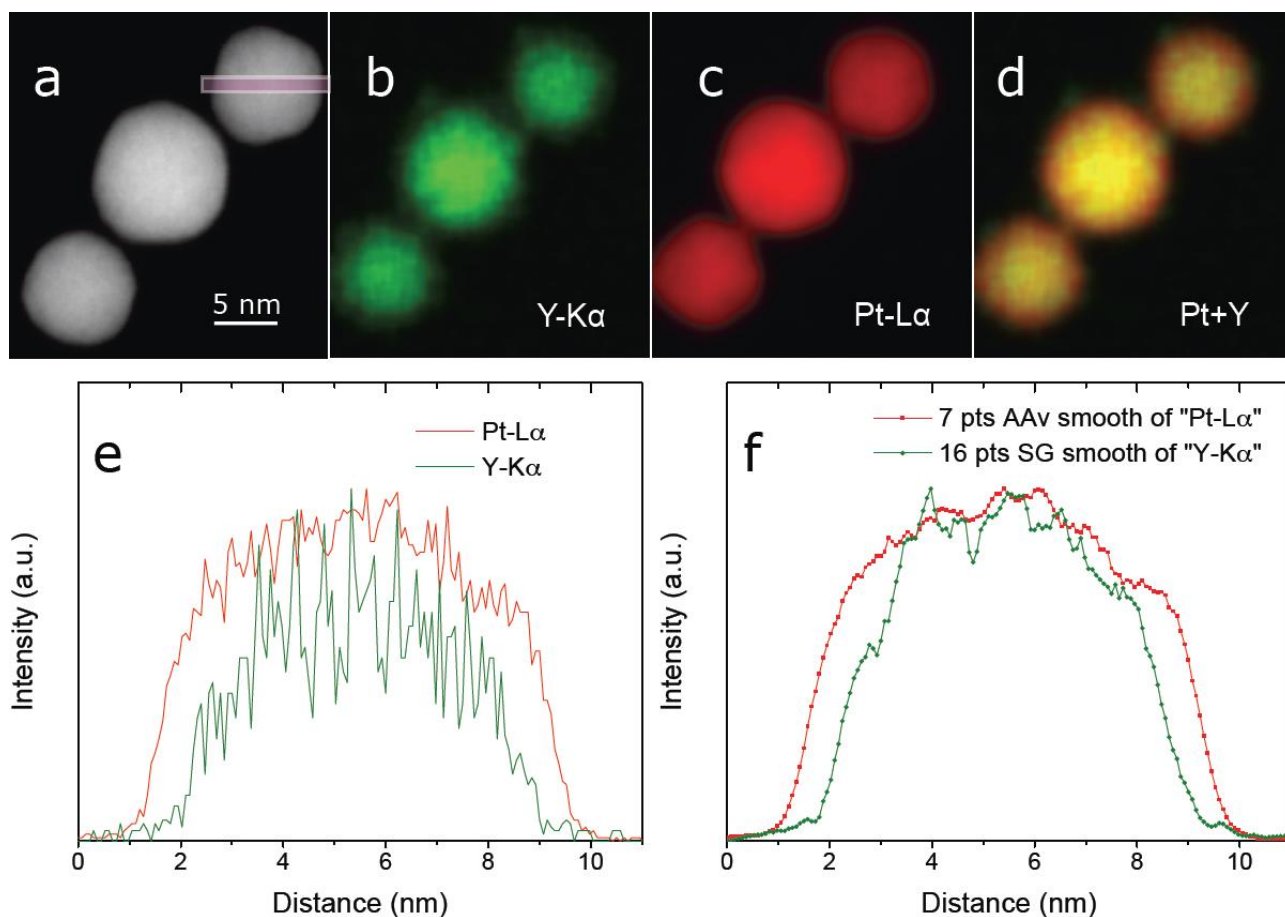 a
5 nm
b
Y-Kα
c
Pt-Lα
d
Pt+Y
e
Pt-Lα
Y-Kα
Intensity (a.u.)
0 2 4 6 8 10
Distance (nm)
f
7 pts AAv smooth of "Pt-Lα"
16 pts SG smooth of "Y-Kα"
Intensity (a.u.)
0 2 4 6 8 10
Distance (nm)